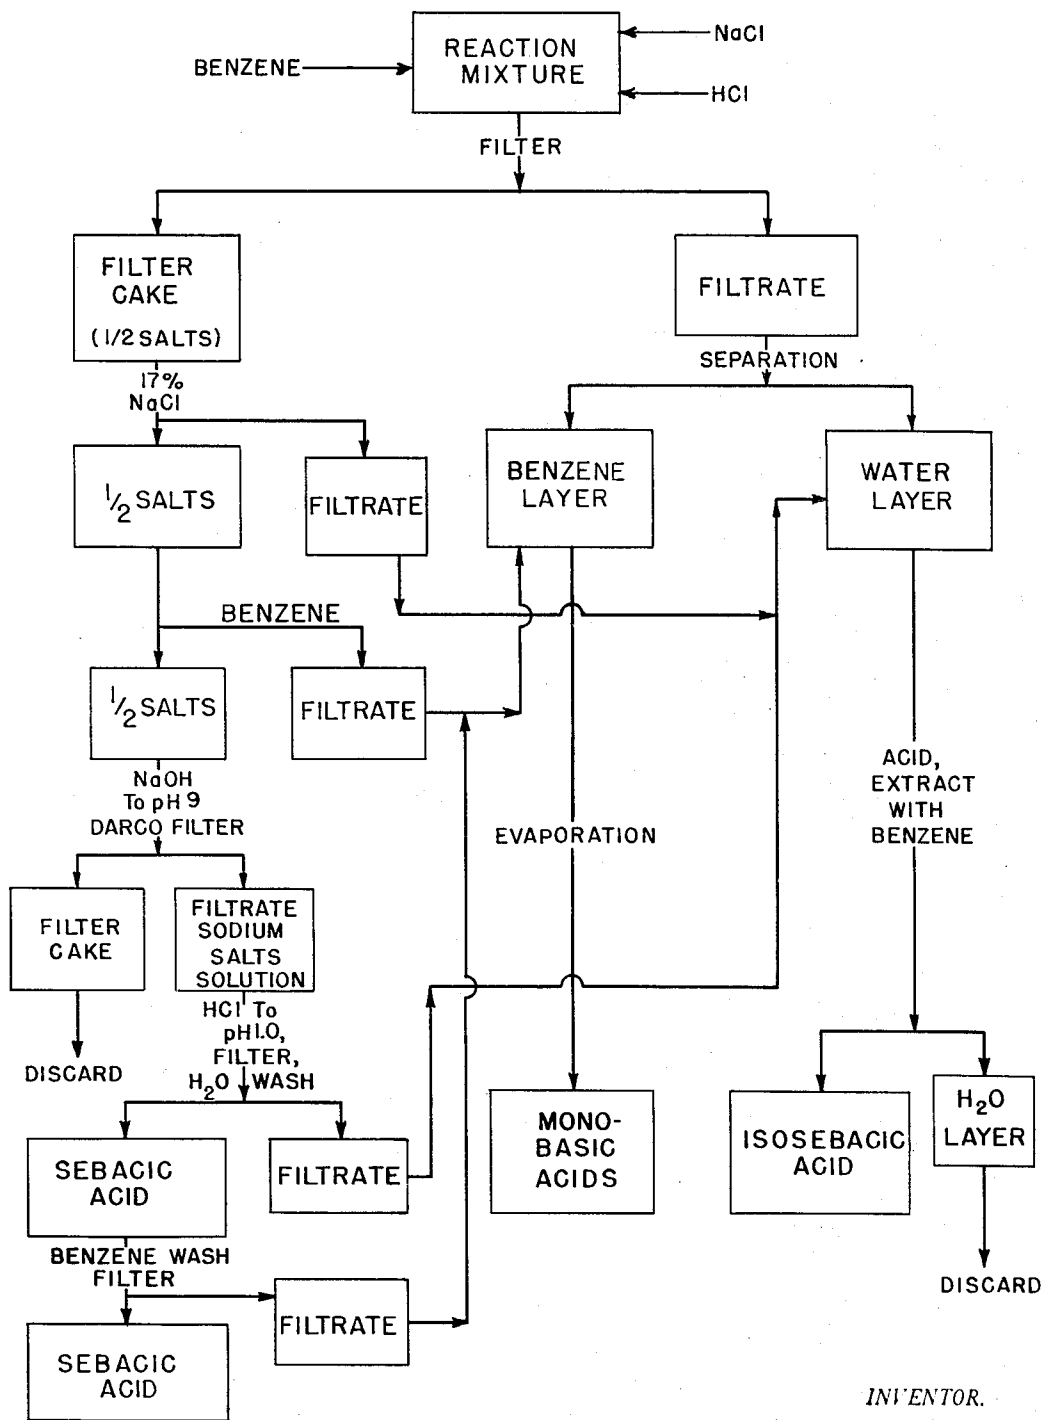 NaCl
REACTION
MIXTURE
BENZENE
HCl
FILTER
FILTER
CAKE
(1/2 SALTS)
FILTRATE
17%
NaCl
SEPARATION
1/2 SALTS
FILTRATE
BENZENE
LAYER
WATER
LAYER
BENZENE
1/2 SALTS
FILTRATE
NaOH
To pH 9
DARCO FILTER
EVAPORATION
ACID,
EXTRACT
WITH
BENZENE
FILTER
CAKE
FILTRATE
SODIUM
SALTS
SOLUTION
HCl To
pH 1.0,
FILTER,
H2O WASH
DISCARD
SEBACIC
ACID
FILTRATE
MONO-
BASIC
ACIDS
ISOSEBACIC
ACID
H2O
LAYER
BENZENE WASH
FILTER
DISCARD
FILTRATE
SEBACIC
ACID
INVENTOR.